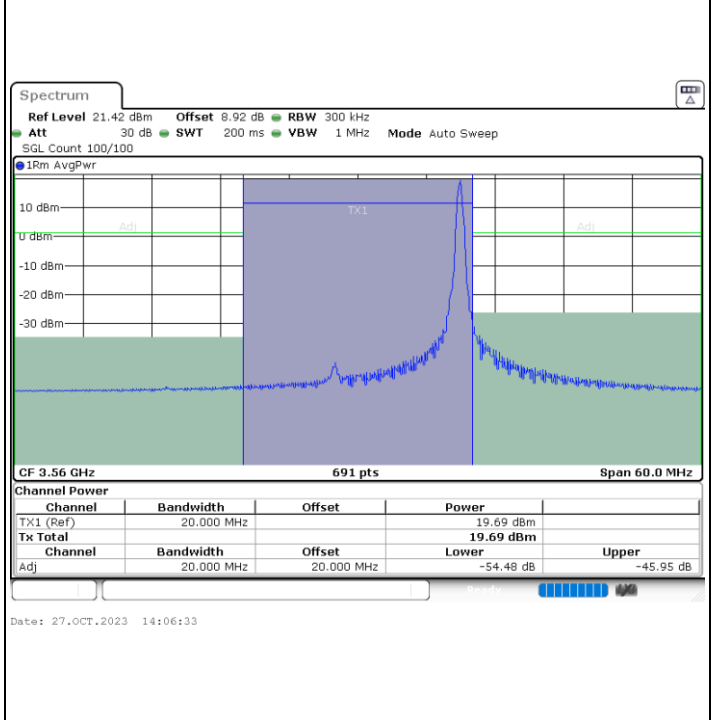 Spectrum
Ref Level 21.42 dBm Offset 8.92 dB RBW 300 kHz
Att 30 dB SWT 200 ms VBW 1 MHz Mode Auto Sweep
SGL Count 100/100
1Rm AvgPwr
10 dBm
TX1
Adj Adj
0 dBm
-10 dBm
-20 dBm
-30 dBm
CF 3.56 GHz 691 pts Span 60.0 MHz
Channel Power
Channel Bandwidth Offset Power
TX1 (Ref) 20.000 MHz 19.69 dBm
Tx Total 19.69 dBm
Channel Bandwidth Offset Lower Upper
Adj 20.000 MHz 20.000 MHz -54.48 dB -45.95 dB
Ready
Date: 27.OCT.2023 14:06:33